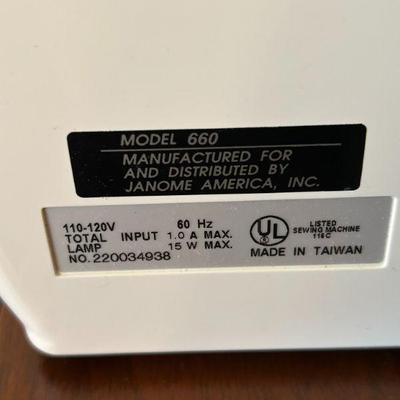 MODEL 660
MANUFACTURED FOR
AND DISTRIBUTED BY
JANOME AMERICA, INC.
110-120V 60 Hz
TOTAL INPUT 1.0 A MAX.
LAMP 15 W MAX.
NO. 220034938
UL
LISTED
SEWING MACHINE
116C
MADE IN TAIWAN